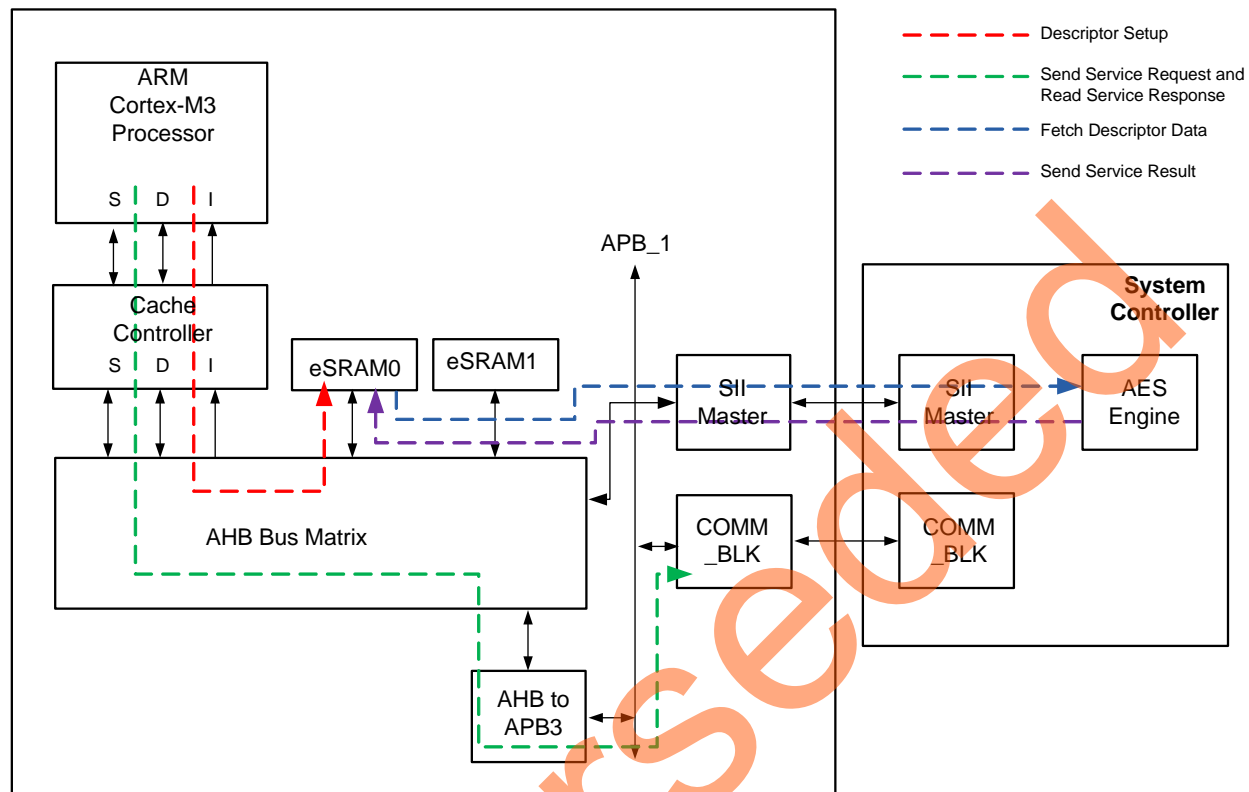 Descriptor Setup
Send Service Request and
Read Service Response
Fetch Descriptor Data
Send Service Result
ARM
Cortex-M3
Processor
S D I
Cache
Controller
S D I
eSRAM0
eSRAM1
APB_1
AHB Bus Matrix
AHB to
APB3
SII
Master
COMM
_BLK
System
Controller
SII
Master
AES
Engine
COMM
_BLK
rseded